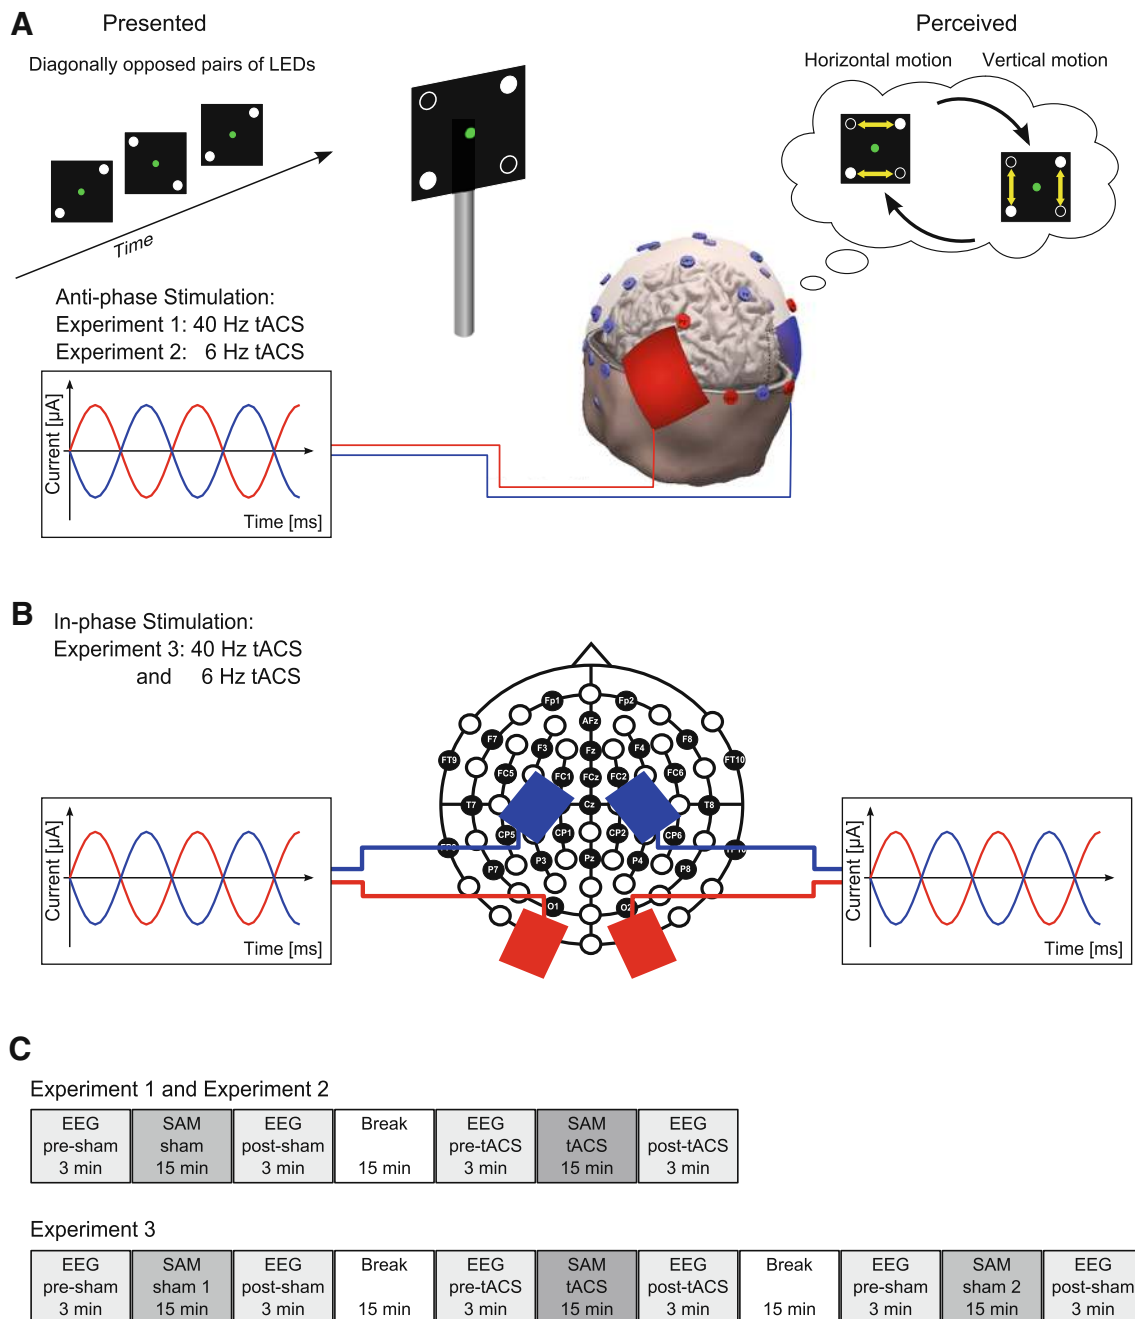 A
Presented
Perceived
Diagonally opposed pairs of LEDs
Horizontal motion
Vertical motion
Time
Anti-phase Stimulation:
Experiment 1: 40 Hz tACS
Experiment 2: 6 Hz tACS
Current [µA]
Time [ms]
B
In-phase Stimulation:
Experiment 3: 40 Hz tACS
and 6 Hz tACS
Fp1
Fp2
AFz
F7
F3
Fz
F4
F8
FT9
FT10
FC5
FC1
FCz
FC2
FC6
T7
Cz
T8
CP5
CP1
CP2
CP6
P7
P3
Pz
P4
P8
O1
O2
Current [µA]
Time [ms]
Current [µA]
Time [ms]
C
Experiment 1 and Experiment 2
EEG
pre-sham
3 min
SAM
sham
15 min
EEG
post-sham
3 min
Break
15 min
EEG
pre-tACS
3 min
SAM
tACS
15 min
EEG
post-tACS
3 min
Experiment 3
EEG
pre-sham
3 min
SAM
sham 1
15 min
EEG
post-sham
3 min
Break
15 min
EEG
pre-tACS
3 min
SAM
tACS
15 min
EEG
post-tACS
3 min
Break
15 min
EEG
pre-sham
3 min
SAM
sham 2
15 min
EEG
post-sham
3 min